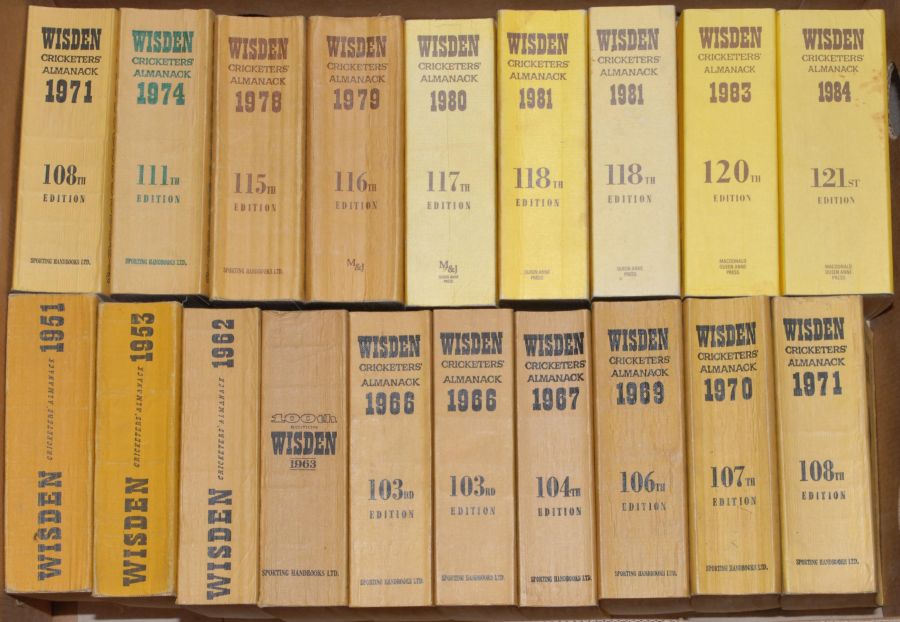 WISDEN
CRICKETERS'
ALMANACK
1971
108TH
EDITION
SPORTING HANDBOOKS LTD.
WISDEN
CRICKETERS'
ALMANACK
1974
111TH
EDITION
SPORTING HANDBOOKS LTD.
WISDEN
CRICKETERS'
ALMANACK
1978
115TH
EDITION
SPORTING HANDBOOKS LTD.
WISDEN
CRICKETERS'
ALMANACK
1979
116TH
EDITION
M&J
WISDEN
CRICKETERS'
ALMANACK
1980
117TH
EDITION
M&J
QUEEN ANNE
PRESS
WISDEN
CRICKETERS'
ALMANACK
1981
118TH
EDITION
QUEEN ANNE
PRESS
WISDEN
CRICKETERS'
ALMANACK
1981
118TH
EDITION
QUEEN ANNE
PRESS
WISDEN
CRICKETERS'
ALMANACK
1983
120TH
EDITION
MACDONALD
QUEEN ANNE
PRESS
WISDEN
CRICKETERS'
ALMANACK
1984
121ST
EDITION
MACDONALD
QUEEN ANNE
PRESS
WISDEN CRICKETERS' ALMANACK 1951
WISDEN CRICKETERS' ALMANACK 1953
WISDEN CRICKETERS' ALMANACK 1962
100th
EDITION
WISDEN
1963
SPORTING HANDBOOKS LTD.
WISDEN
CRICKETERS'
ALMANACK
1966
103RD
EDITION
SPORTING HANDBOOKS LTD.
WISDEN
CRICKETERS'
ALMANACK
1966
103RD
EDITION
SPORTING HANDBOOKS LTD.
WISDEN
CRICKETERS'
ALMANACK
1967
104TH
EDITION
SPORTING HANDBOOKS LTD.
WISDEN
CRICKETERS'
ALMANACK
1969
106TH
EDITION
SPORTING HANDBOOKS LTD.
WISDEN
CRICKETERS'
ALMANACK
1970
107TH
EDITION
SPORTING HANDBOOKS LTD.
WISDEN
CRICKETERS'
ALMANACK
1971
108TH
EDITION
SPORTING HANDBOOKS LTD.